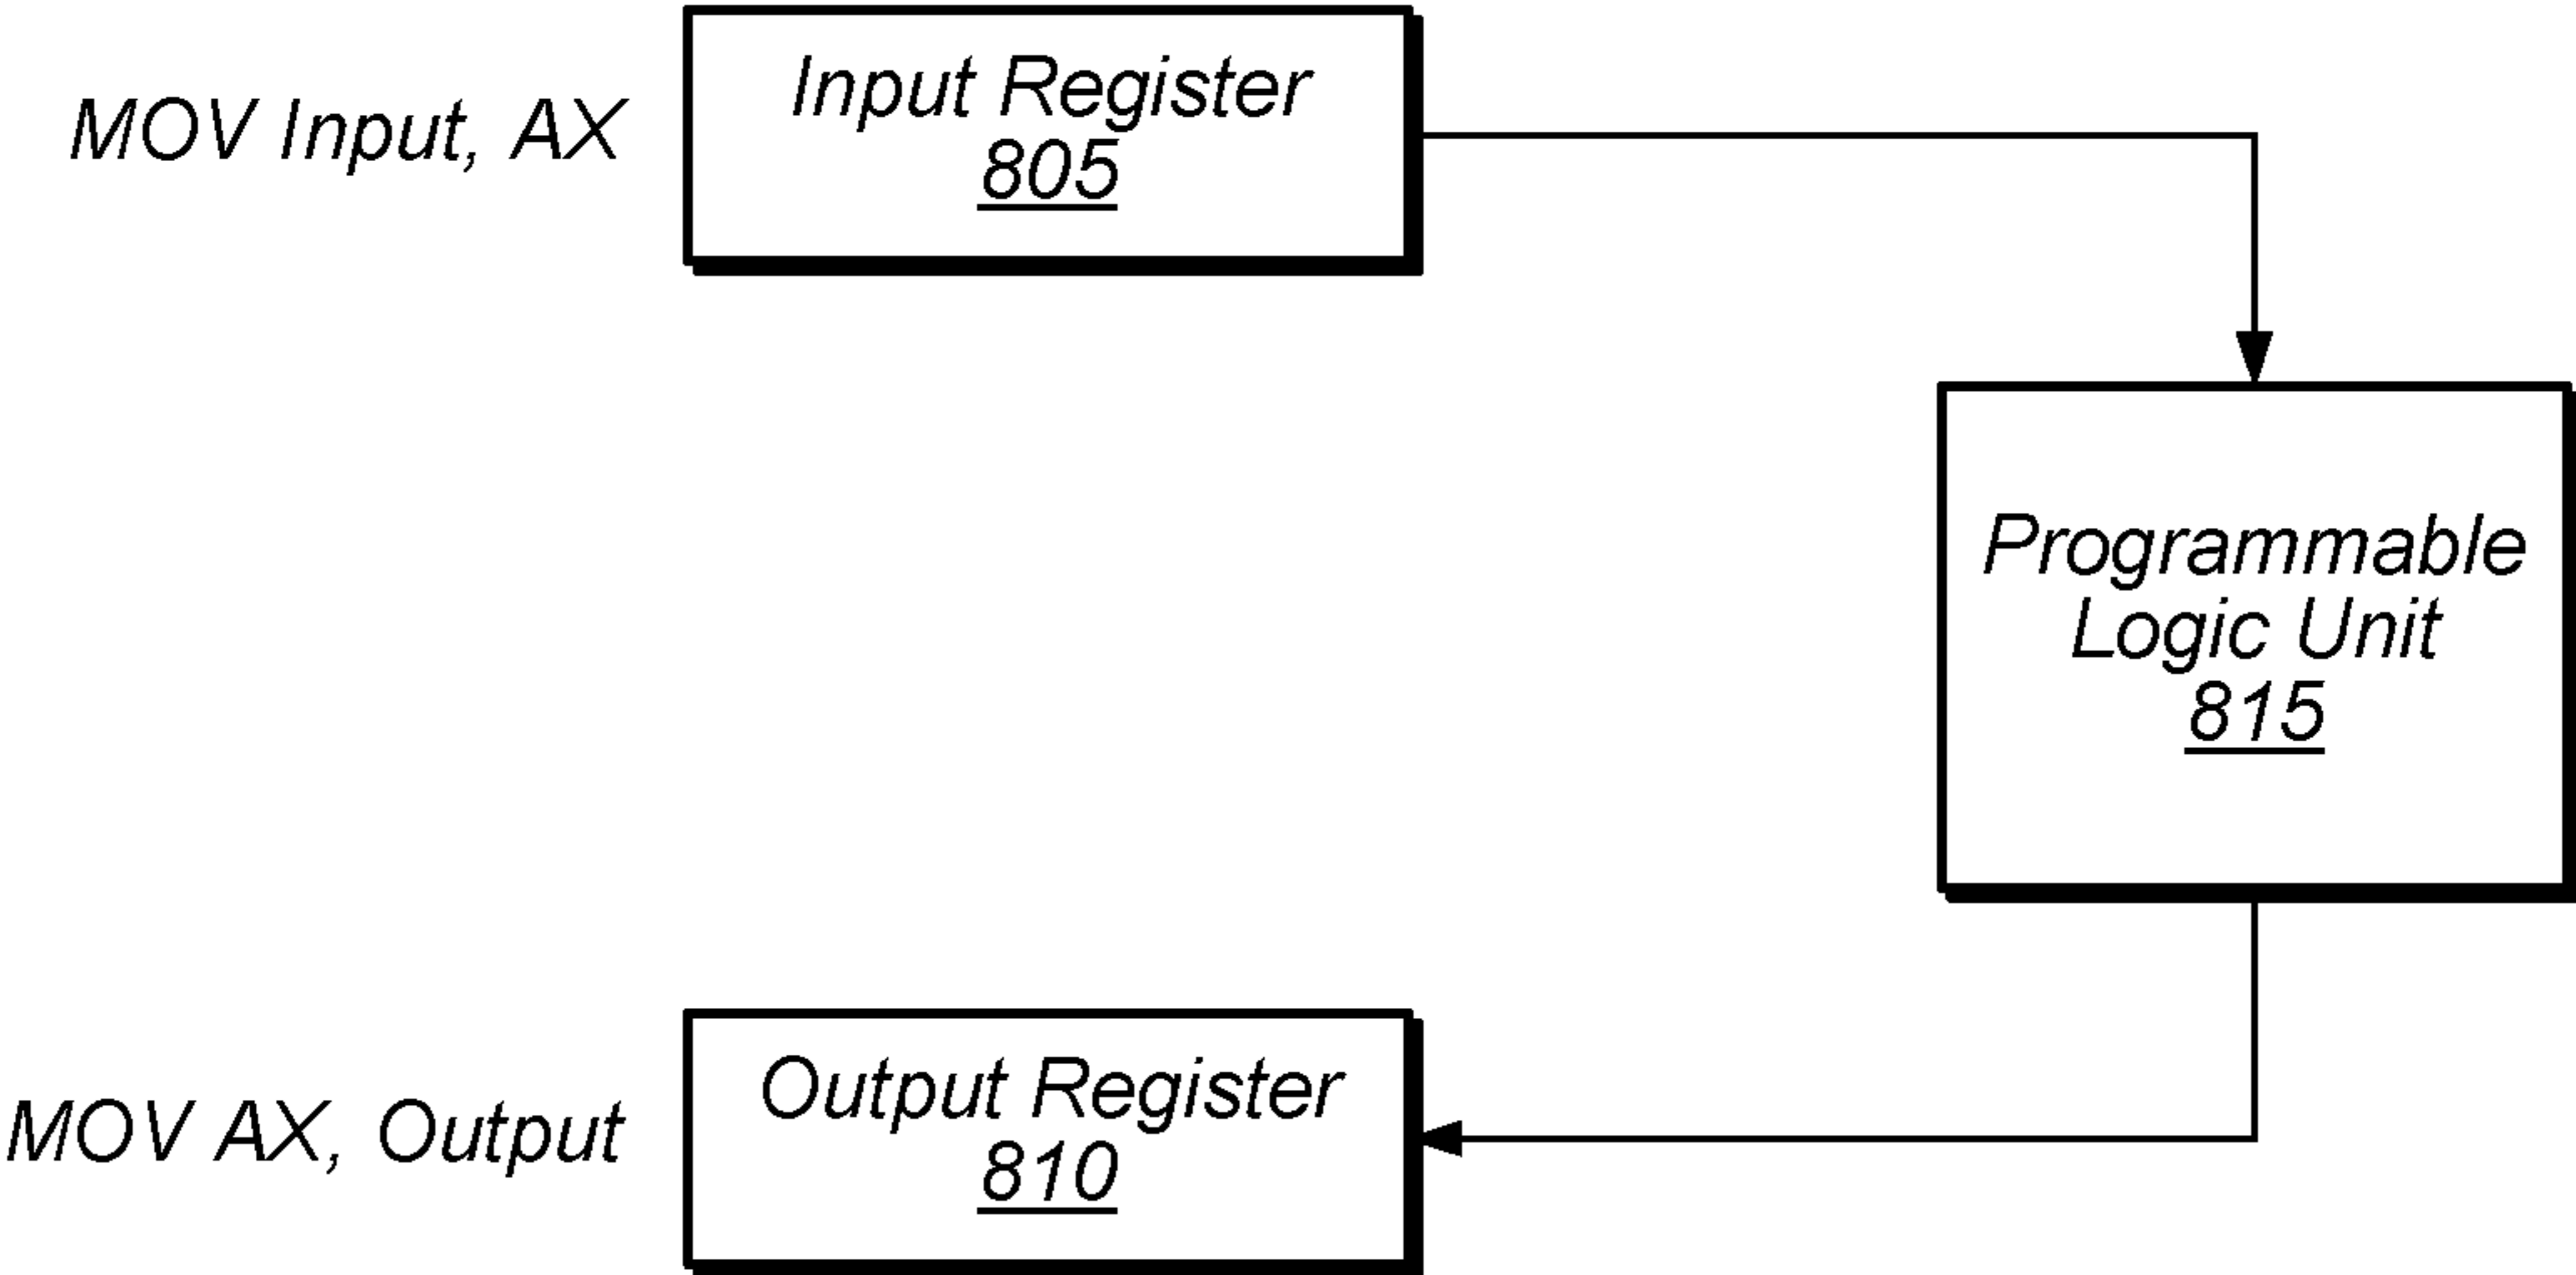 MOV Input, AX
Input Register
805
Programmable
Logic Unit
815
MOV AX, Output
Output Register
810